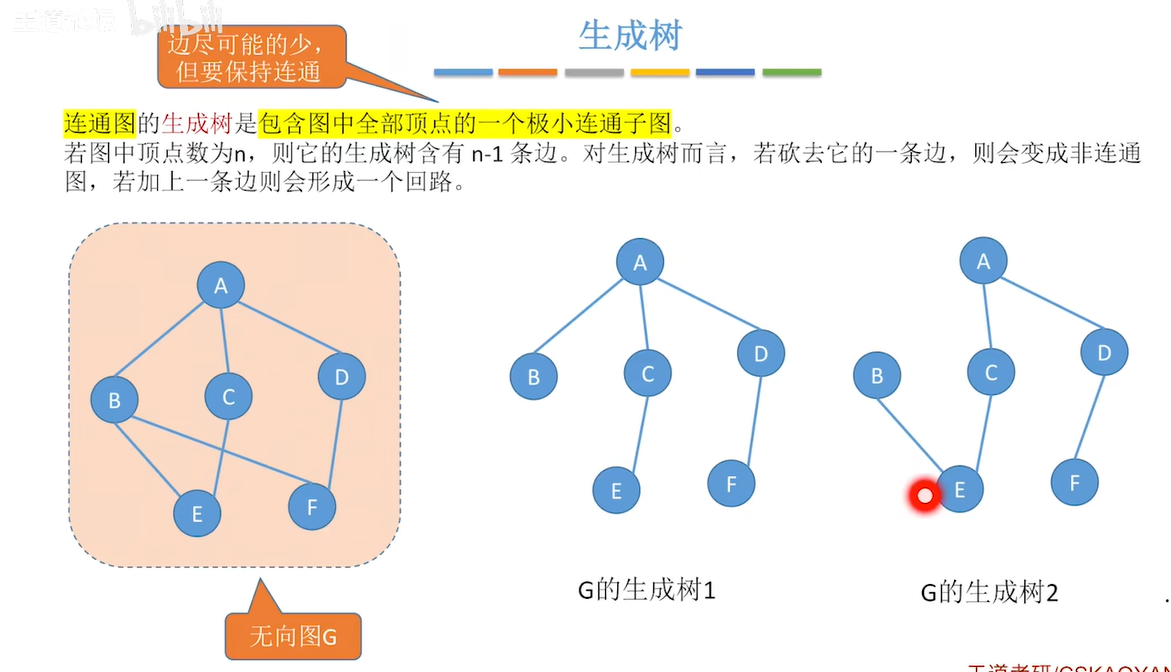 bilibili
生成树
边尽可能的少，
但要保持连通
连通图的生成树是包含图中全部顶点的一个极小连通子图。
若图中顶点数为n，则它的生成树含有 n-1 条边。对生成树而言，若砍去它的一条边，则会变成非连通
图，若加上一条边则会形成一个回路。
A
B
C
D
E
F
A
B
C
D
E
F
A
B
C
D
E
F
G的生成树1
G的生成树2
无向图G